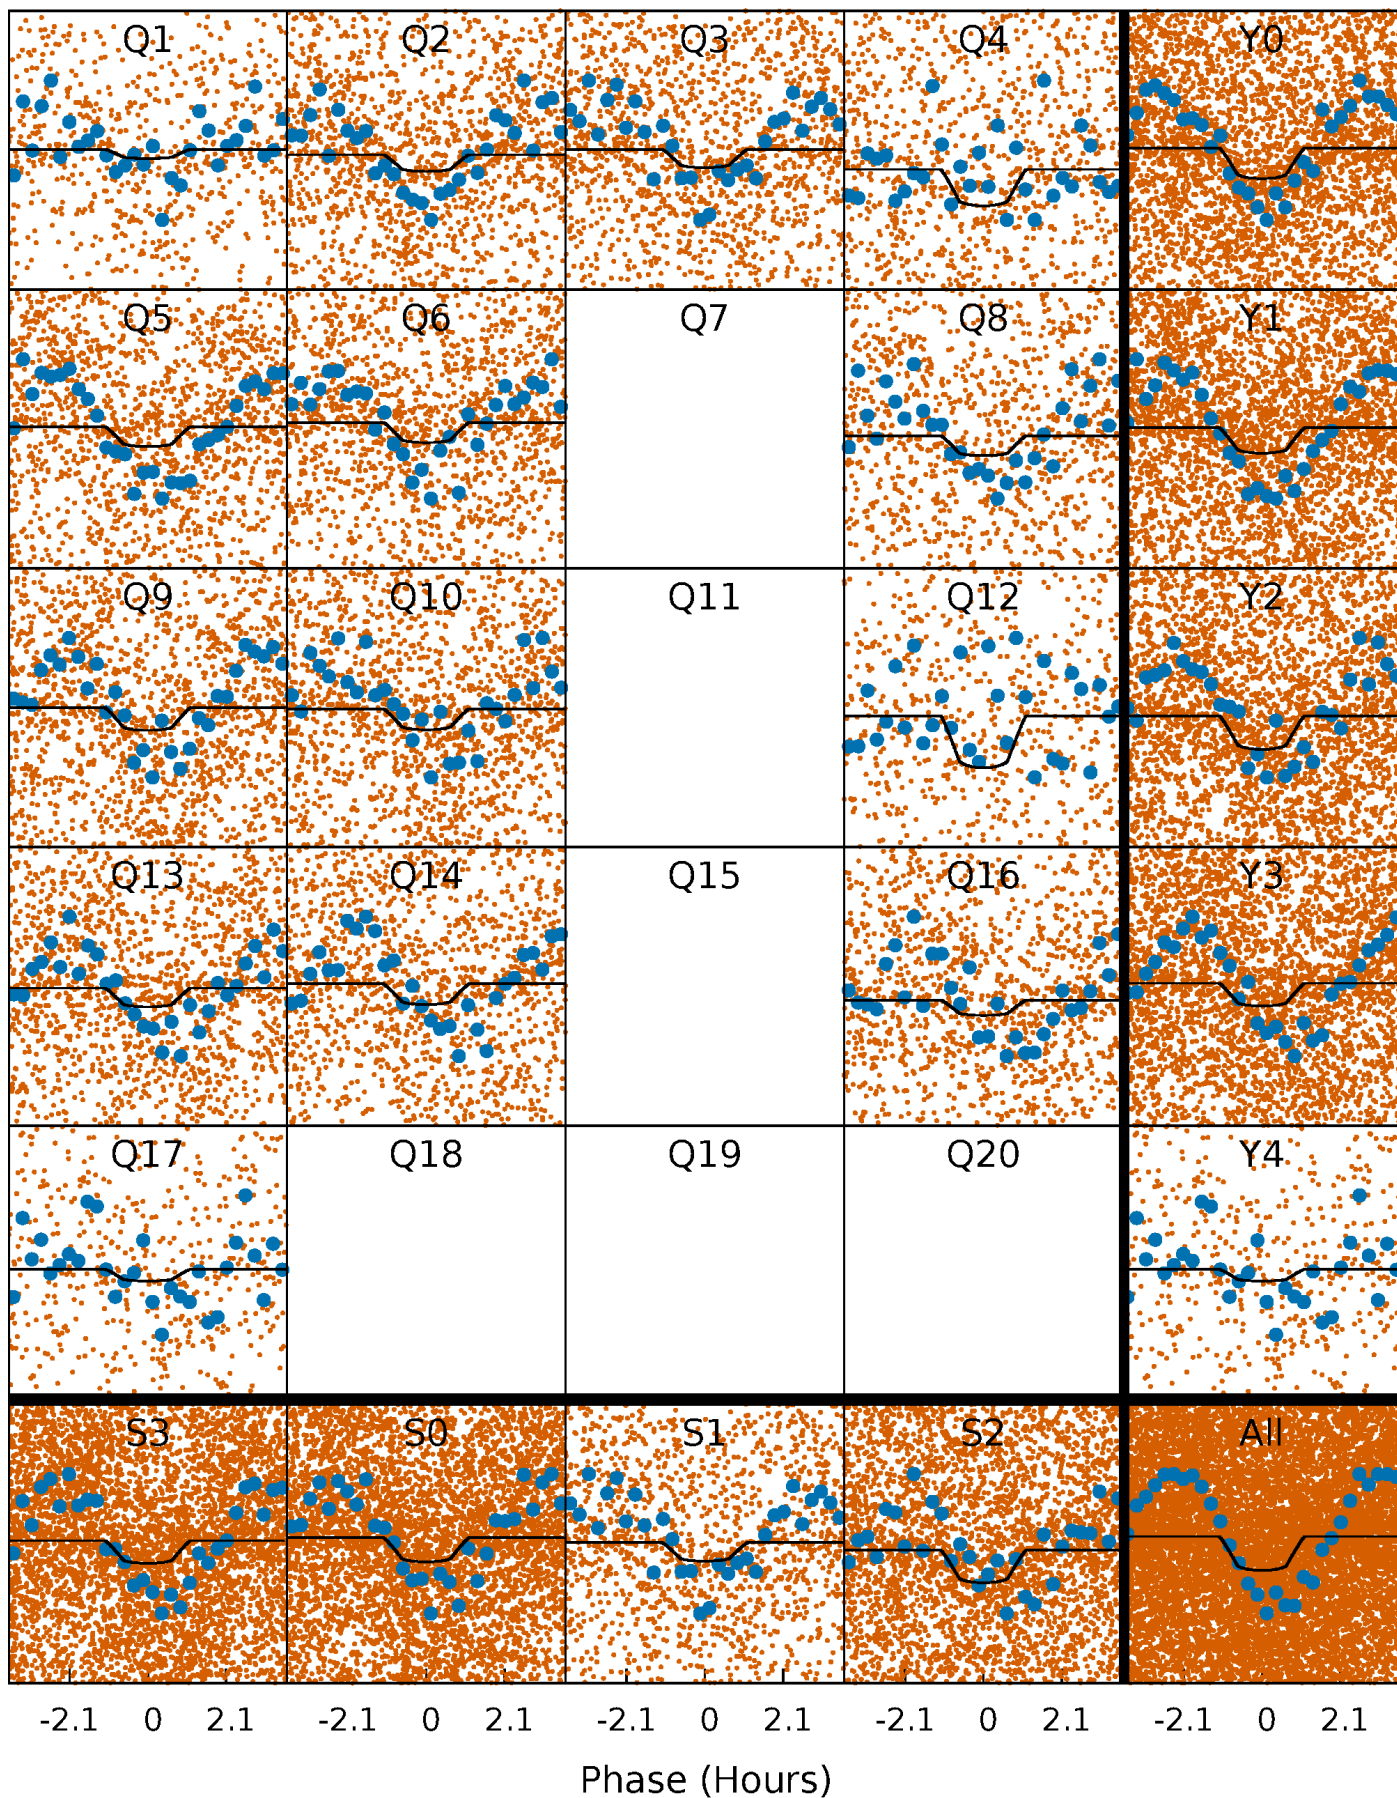 Q1 Q2 Q3 Q4 Y0
Q5 Q6 Q7 Q8 Y1
Q9 Q10 Q11 Q12 Y2
Q13 Q14 Q15 Q16 Y3
Q17 Q18 Q19 Q20 Y4
S3 S0 S1 S2 All
-2.1 0 2.1 -2.1 0 2.1 -2.1 0 2.1 -2.1 0 2.1 -2.1 0 2.1
Phase (Hours)